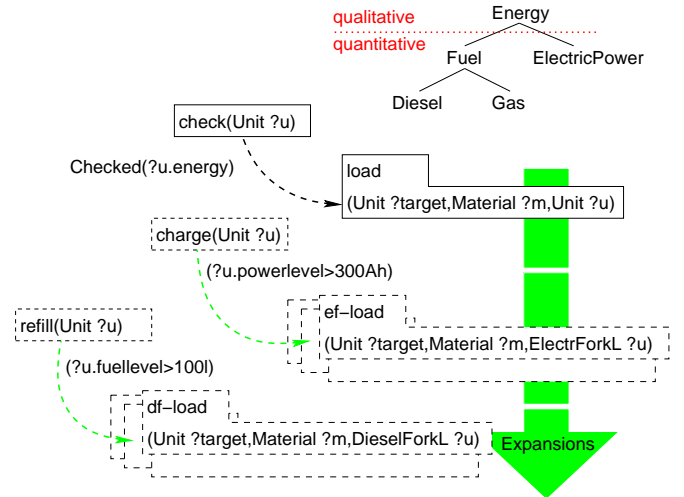 qualitative
Energy
quantitative
Fuel
ElectricPower
Diesel
Gas
check(Unit ?u)
Checked(?u.energy)
load
(Unit ?target,Material ?m,Unit ?u)
charge(Unit ?u)
(?u.powerlevel>300Ah)
ef−load
(Unit ?target,Material ?m,ElectrForkL ?u)
refill(Unit ?u)
(?u.fuellevel>100l)
df−load
(Unit ?target,Material ?m,DieselForkL ?u)
Expansions